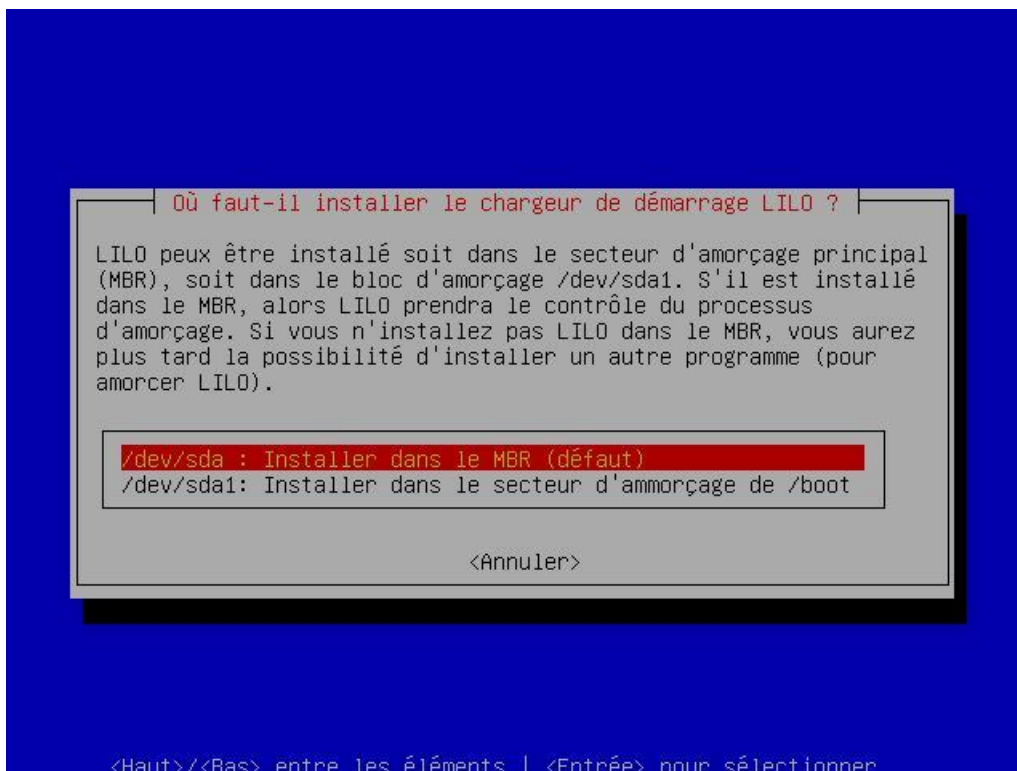 Où faut-il installer le chargeur de démarrage LILO ?
LILO peux être installé soit dans le secteur d'amorçage principal
(MBR), soit dans le bloc d'amorçage /dev/sda1. S'il est installé
dans le MBR, alors LILO prendra le contrôle du processus
d'amorçage. Si vous n'installez pas LILO dans le MBR, vous aurez
plus tard la possibilité d'installer un autre programme (pour
amorcer LILO).
/dev/sda : Installer dans le MBR (défaut)
/dev/sda1: Installer dans le secteur d'ammorçage de /boot
<Annuler>
<Haut>/<Bas> entre les éléments | <Entrée> pour sélectionner